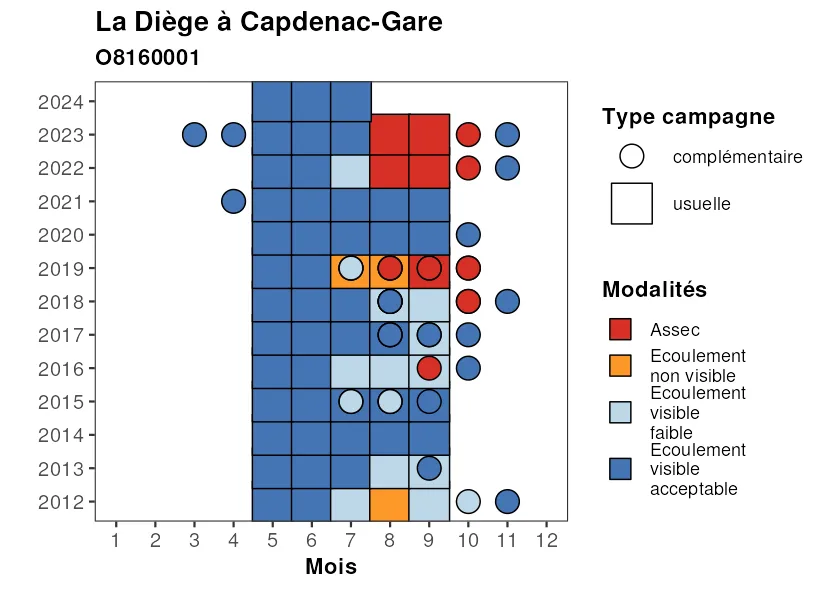 La Diège à Capdenac-Gare
O8160001
2024
2023
2022
2021
2020
2019
2018
2017
2016
2015
2014
2013
2012
1 2 3 4 5 6 7 8 9 10 11 12
Mois
Type campagne
complémentaire
usuelle
Modalités
Assec
Ecoulement
non visible
Ecoulement
visible
faible
Ecoulement
visible
acceptable